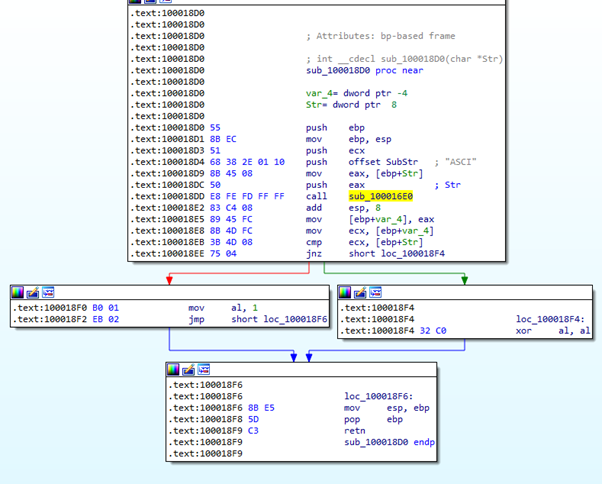 .text:100018D0
.text:100018D0
.text:100018D0 ; Attributes: bp-based frame
.text:100018D0
.text:100018D0 ; int __cdecl sub_100018D0(char *Str)
.text:100018D0 sub_100018D0 proc near
.text:100018D0
.text:100018D0 var_4= dword ptr -4
.text:100018D0 Str= dword ptr  8
.text:100018D0
.text:100018D0 55 push ebp
.text:100018D1 8B EC mov ebp, esp
.text:100018D3 51 push ecx
.text:100018D4 68 38 2E 01 10 push offset SubStr ; "ASCI"
.text:100018D9 8B 45 08 mov eax, [ebp+Str]
.text:100018DC 50 push eax ; Str
.text:100018DD E8 FE FD FF FF call sub_100016E0
.text:100018E2 83 C4 08 add esp, 8
.text:100018E5 89 45 FC mov [ebp+var_4], eax
.text:100018E8 8B 4D FC mov ecx, [ebp+var_4]
.text:100018EB 3B 4D 08 cmp ecx, [ebp+Str]
.text:100018EE 75 04 jnz short loc_100018F4
.text:100018F0 B0 01 mov al, 1
.text:100018F2 EB 02 jmp short loc_100018F6
.text:100018F4
.text:100018F4 loc_100018F4:
.text:100018F4 32 C0 xor al, al
.text:100018F6
.text:100018F6 loc_100018F6:
.text:100018F6 8B E5 mov esp, ebp
.text:100018F8 5D pop ebp
.text:100018F9 C3 retn
.text:100018F9 sub_100018D0 endp
.text:100018F9